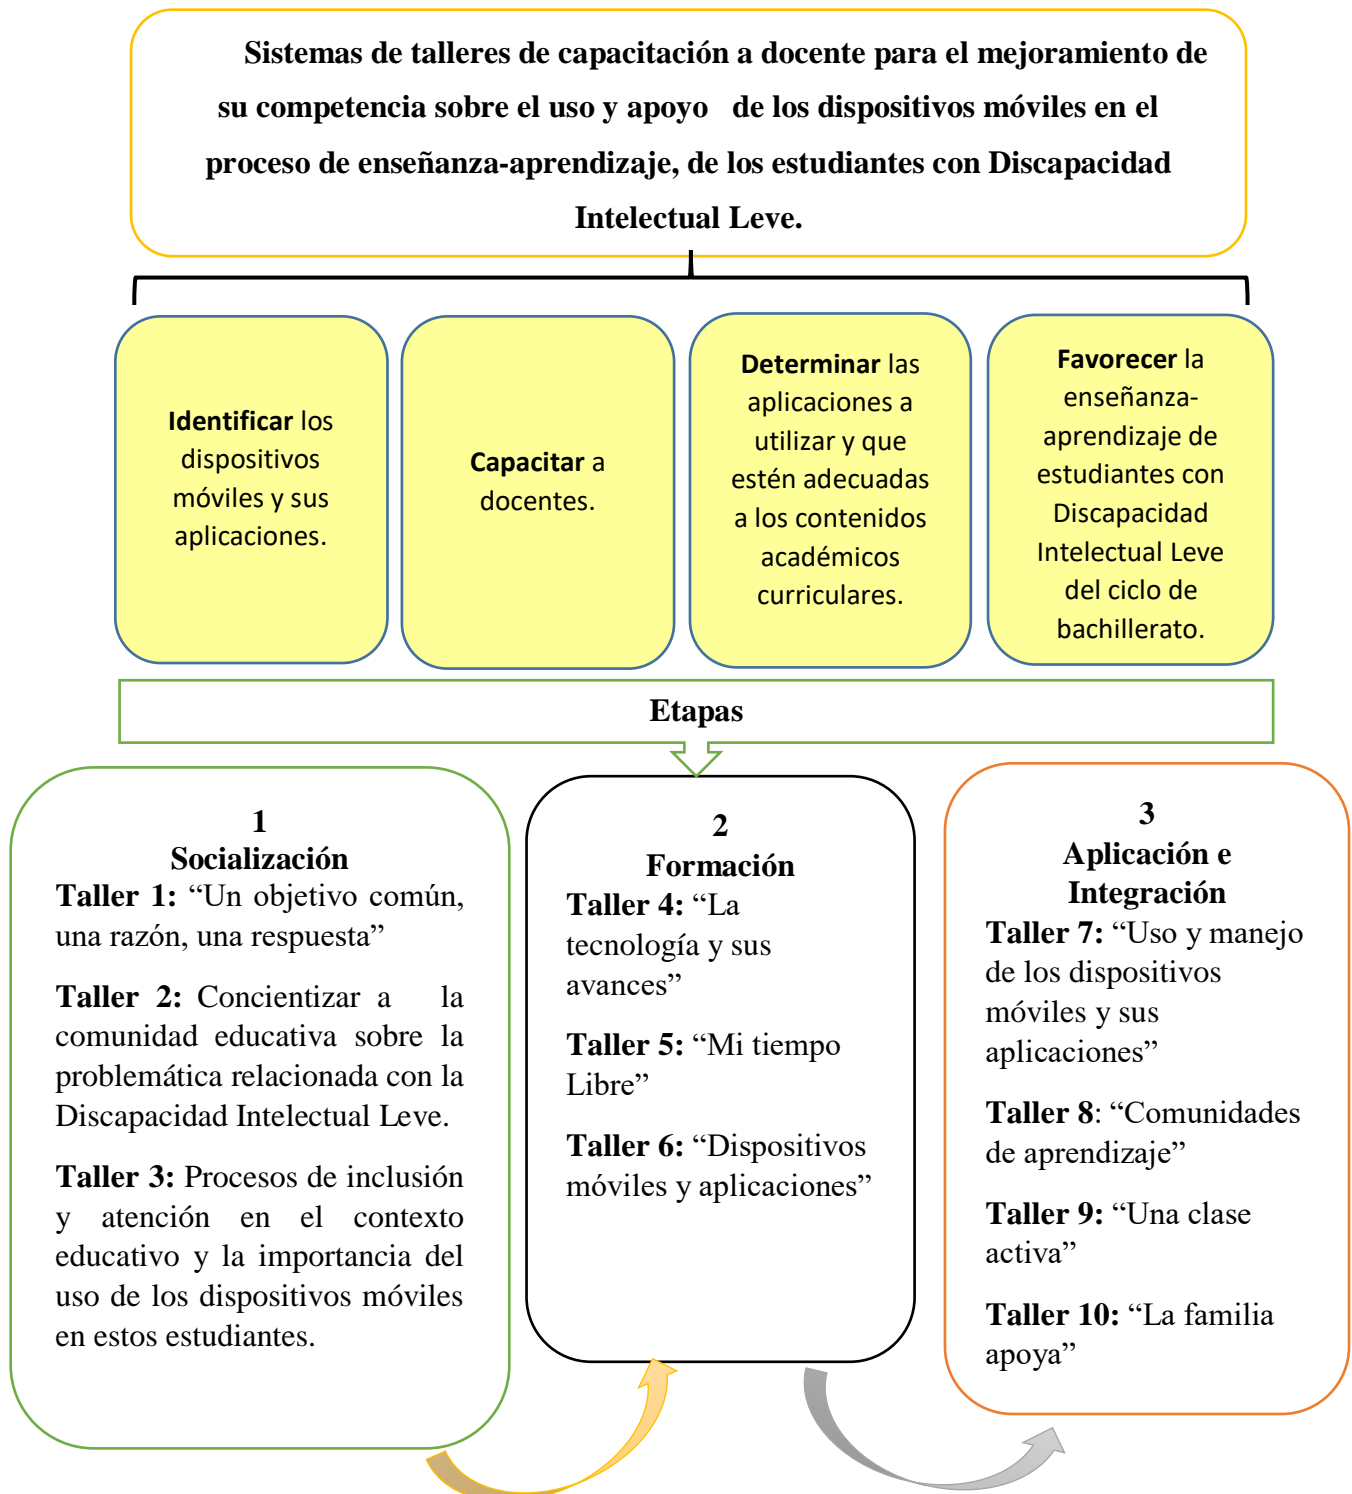 Sistemas de talleres de capacitación a docente para el mejoramiento de
su competencia sobre el uso y apoyo de los dispositivos móviles en el
proceso de enseñanza-aprendizaje, de los estudiantes con Discapacidad
Intelectual Leve.
Identificar los
dispositivos
móviles y sus
aplicaciones.
Capacitar a
docentes.
Determinar las
aplicaciones a
utilizar y que
estén adecuadas
a los contenidos
académicos
curriculares.
Favorecer la
enseñanza-
aprendizaje de
estudiantes con
Discapacidad
Intelectual Leve
del ciclo de
bachillerato.
Etapas
1
Socialización
Taller 1: “Un objetivo común,
una razón, una respuesta”
Taller 2: Concientizar a la
comunidad educativa sobre la
problemática relacionada con la
Discapacidad Intelectual Leve.
Taller 3: Procesos de inclusión
y atención en el contexto
educativo y la importancia del
uso de los dispositivos móviles
en estos estudiantes.
2
Formación
Taller 4: “La
tecnología y sus
avances”
Taller 5: “Mi tiempo
Libre”
Taller 6: “Dispositivos
móviles y aplicaciones”
3
Aplicación e
Integración
Taller 7: “Uso y manejo
de los dispositivos
móviles y sus
aplicaciones”
Taller 8: “Comunidades
de aprendizaje”
Taller 9: “Una clase
activa”
Taller 10: “La familia
apoya”